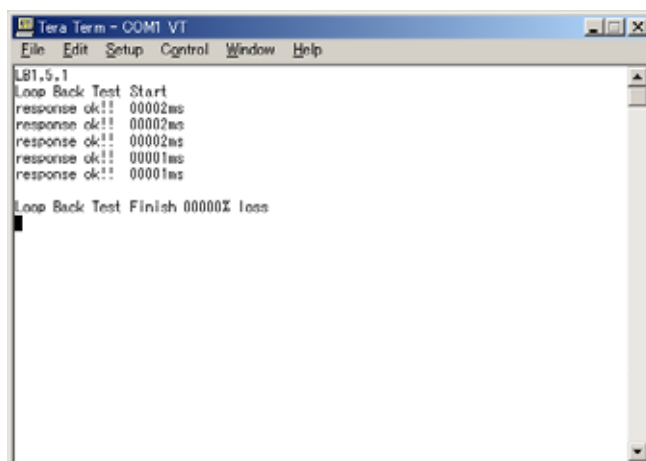 Tera Term - COM1 VT
File Edit Setup Control Window Help
LB1,5,1
Loop Back Test Start
response ok!! 00002ms
response ok!! 00002ms
response ok!! 00002ms
response ok!! 00001ms
response ok!! 00001ms
Loop Back Test Finish 00000% loss